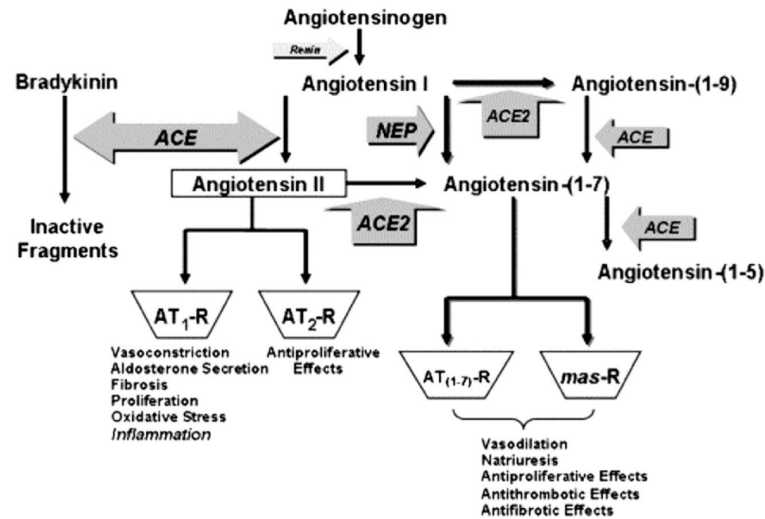 Angiotensinogen
Renin
Bradykinin
Angiotensin I
Angiotensin-(1-9)
ACE
NEP
ACE2
ACE
Angiotensin II
Angiotensin-(1-7)
ACE2
Inactive
Fragments
ACE
Angiotensin-(1-5)
AT1-R
AT2-R
Vasoconstriction
Aldosterone Secretion
Fibrosis
Proliferation
Oxidative Stress
Inflammation
Antiproliferative
Effects
AT(1-7)-R
mas-R
Vasodilation
Natriuresis
Antiproliferative Effects
Antithrombotic Effects
Antifibrotic Effects